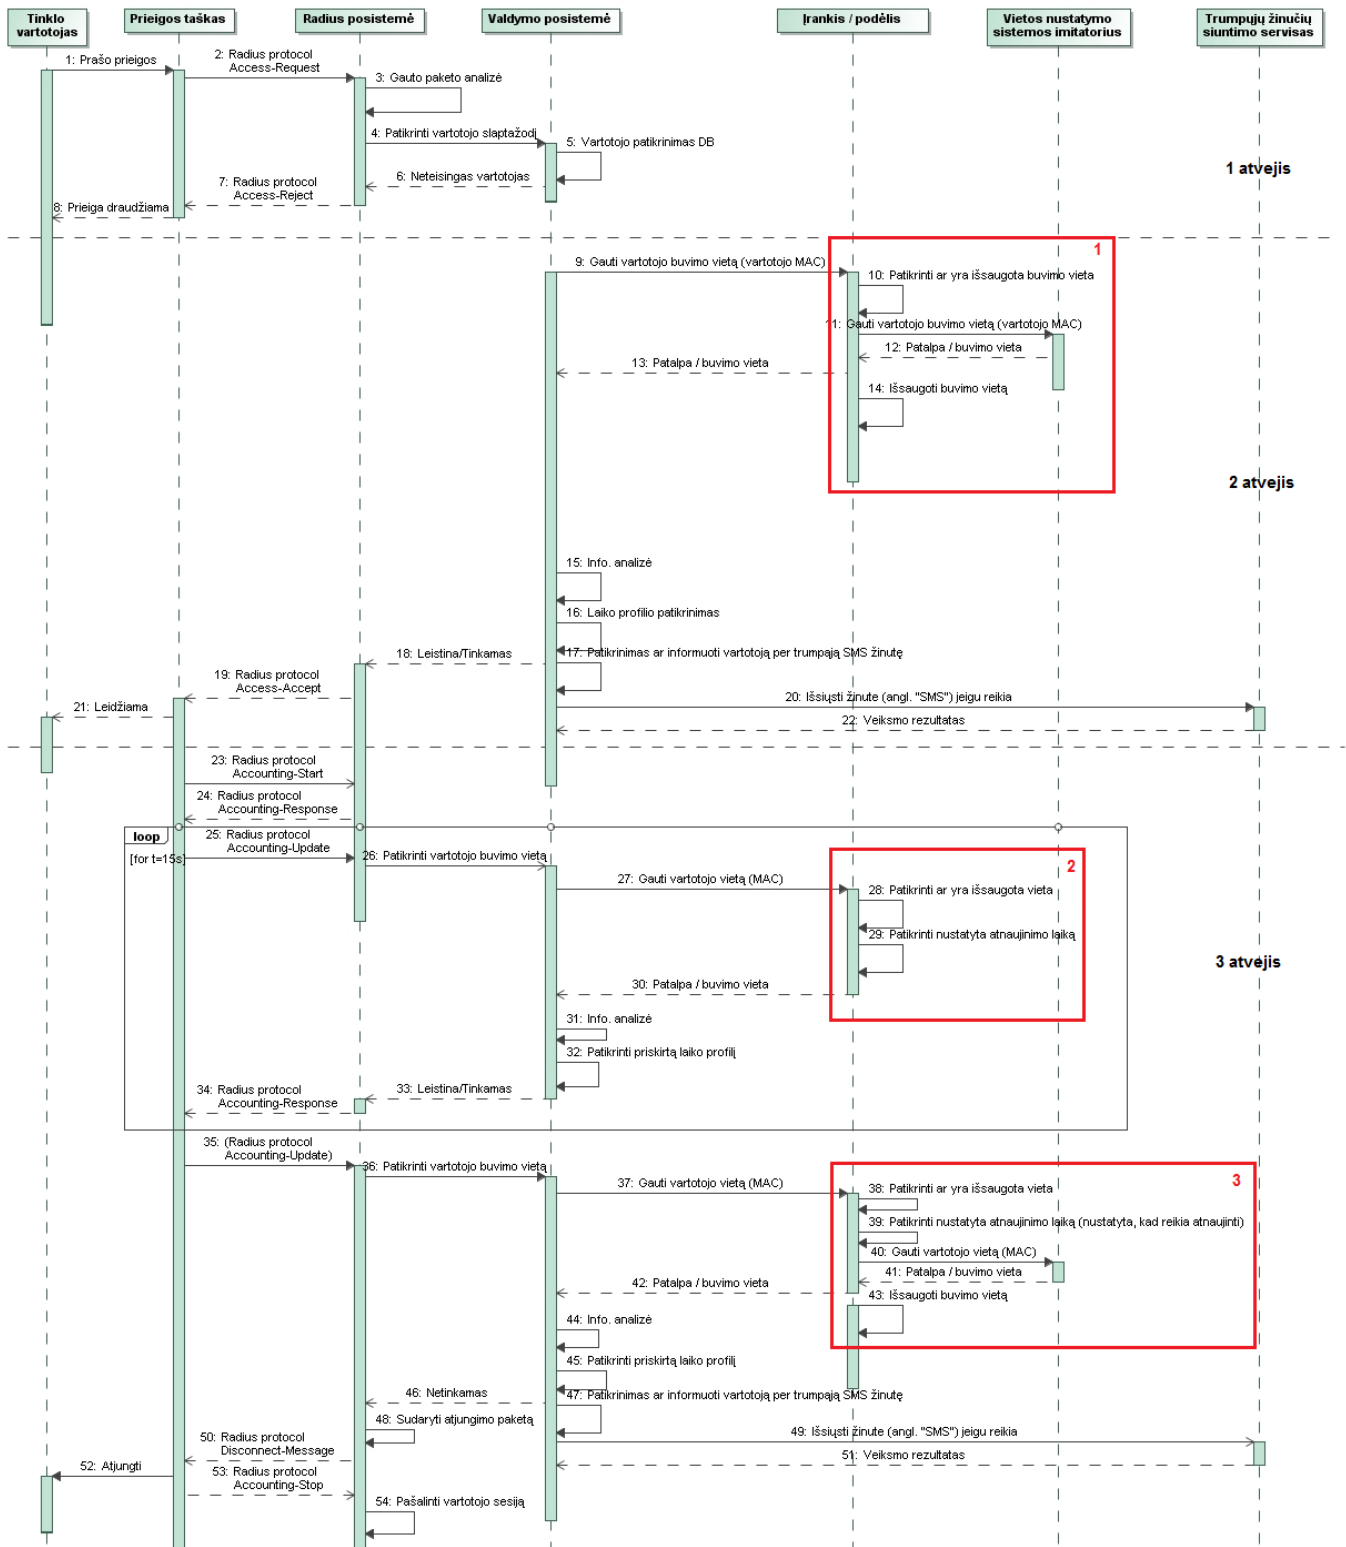 Tinklo
vartotojas
Prieigos taškas
Radius posistemė
Valdymo posistemė
Įrankis / podėlis
Vietos nustatymo
sistemos imitatorius
Trumpųjų žinučių
siuntimo servisas
1: Prašo prieigos
2: Radius protocol
Access-Request
3: Gauto paketo analizė
4: Patikrinti vartotojo slaptažodį
5: Vartotojo patikrinimas DB
6: Neteisingas vartotojas
7: Radius protocol
Access-Reject
8: Prieiga draudžiama
1 atvejis
1
9: Gauti vartotojo buvimo vietą (vartotojo MAC)
10: Patikrinti ar yra išsaugota buvimo vieta
11: Gauti vartotojo buvimo vietą (vartotojo MAC)
12: Patalpa / buvimo vieta
13: Patalpa / buvimo vieta
14: Išsaugoti buvimo vietą
2 atvejis
15: Info. analizė
16: Laiko profilio patikrinimas
17: Patikrinimas ar informuoti vartotoją per trumpąją SMS žinutę
18: Leistina/Tinkamas
19: Radius protocol
Access-Accept
20: Išsiųsti žinute (angl. "SMS") jeigu reikia
21: Leidžiama
22: Veiksmo rezultatas
23: Radius protocol
Accounting-Start
24: Radius protocol
Accounting-Response
loop
[for t=15s]
25: Radius protocol
Accounting-Update
26: Patikrinti vartotojo buvimo vietą
2
27: Gauti vartotojo vietą (MAC)
28: Patikrinti ar yra išsaugota vieta
29: Patikrinti nustatyta atnaujinimo laiką
3 atvejis
30: Patalpa / buvimo vieta
31: Info. analizė
32: Patikrinti priskirtą laiko profilį
33: Leistina/Tinkamas
34: Radius protocol
Accounting-Response
35: (Radius protocol
Accounting-Update)
36: Patikrinti vartotojo buvimo vietą
3
37: Gauti vartotojo vietą (MAC)
38: Patikrinti ar yra išsaugota vieta
39: Patikrinti nustatyta atnaujinimo laiką (nustatyta, kad reikia atnaujinti)
40: Gauti vartotojo vietą (MAC)
41: Patalpa / buvimo vieta
42: Patalpa / buvimo vieta
43: Išsaugoti buvimo vietą
44: Info. analizė
45: Patikrinti priskirtą laiko profilį
46: Netinkamas
47: Patikrinimas ar informuoti vartotoją per trumpąją SMS žinutę
48: Sudaryti atjungimo paketą
49: Išsiųsti žinute (angl. "SMS") jeigu reikia
50: Radius protocol
Disconnect-Message
51: Veiksmo rezultatas
52: Atjungti
53: Radius protocol
Accounting-Stop
54: Pašalinti vartotojo sesiją